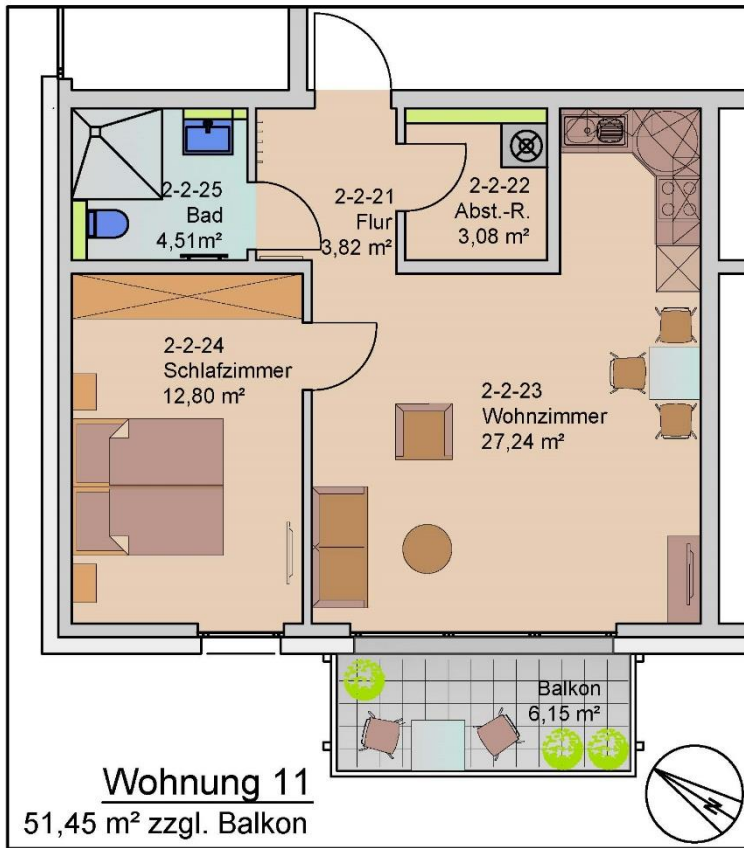 2-2-25
Bad
4,51m²
2-2-21
Flur
3,82 m²
2-2-22
Abst.-R.
3,08 m²
2-2-24
Schlafzimmer
12,80 m²
2-2-23
Wohnzimmer
27,24 m²
Balkon
6,15 m²
Wohnung 11
51,45 m² zzgl. Balkon
N